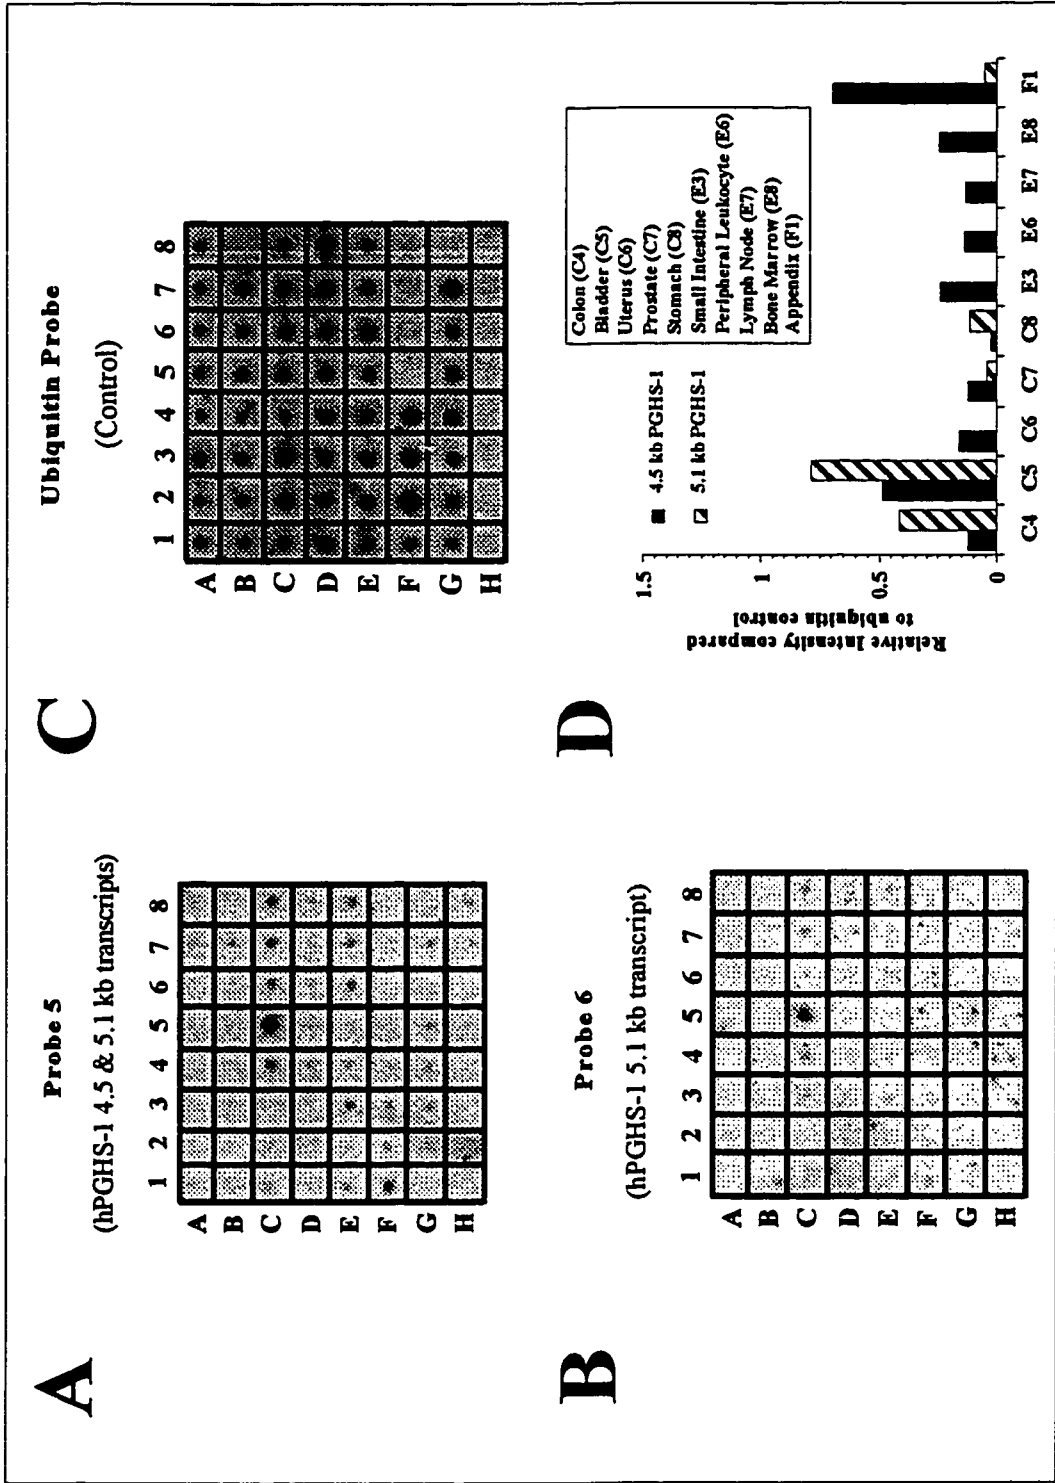 A
Probe 5
(hPGHS-1 4.5 & 5.1 kb transcripts)
1 2 3 4 5 6 7 8
A
B
C
D
E
F
G
H
B
Probe 6
(hPGHS-1 5.1 kb transcript)
1 2 3 4 5 6 7 8
A
B
C
D
E
F
G
H
C
Ubiquitin Probe
(Control)
1 2 3 4 5 6 7 8
A
B
C
D
E
F
G
H
D
Relative Intensity compared
to ubiquitin control
1.5
1
0.5
0
4.5 kb PGHS-1
5.1 kb PGHS-1
Colon (C4)
Bladder (C5)
Uterus (C6)
Prostate (C7)
Stomach (C8)
Small Intestine (E3)
Peripheral Leukocyte (E6)
Lymph Node (E7)
Bone Marrow (E8)
Appendix (F1)
C4 C5 C6 C7 C8 E3 E6 E7 E8 F1